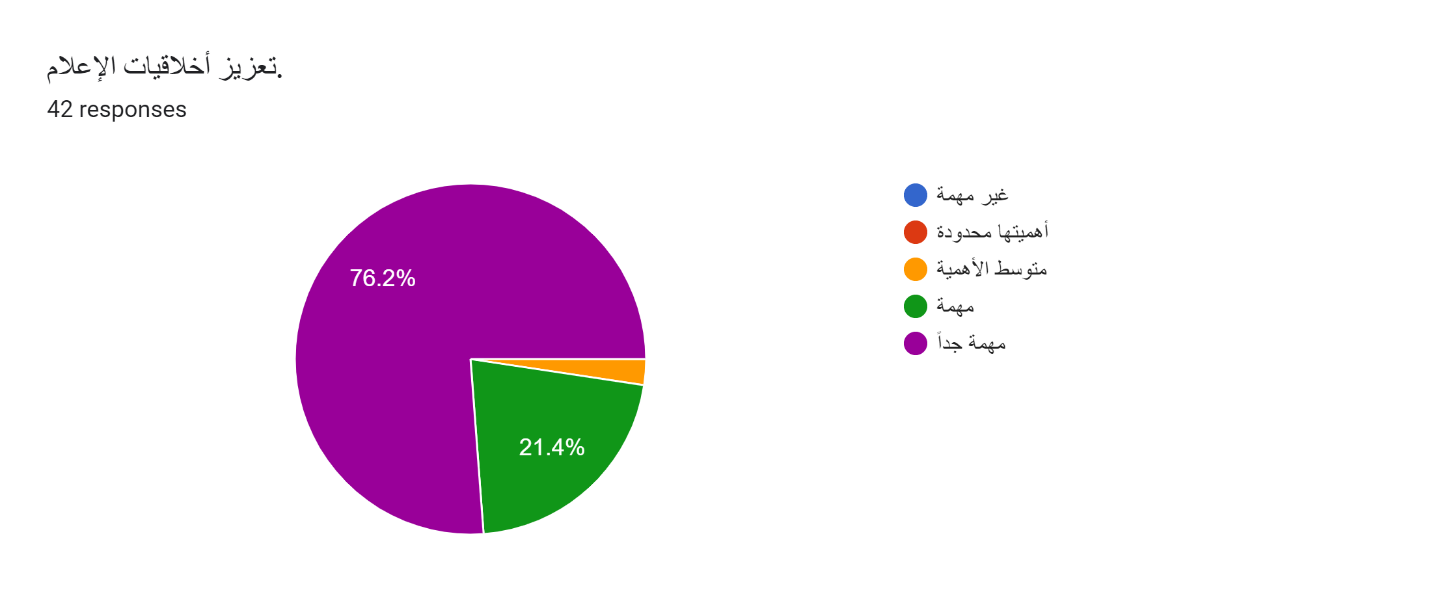 تعزيز أخلاقيات الإعلام.
42 responses
76.2%
21.4%
غير مهمة
أهميتها محدودة
متوسط الأهمية
مهمة
مهمة جداً